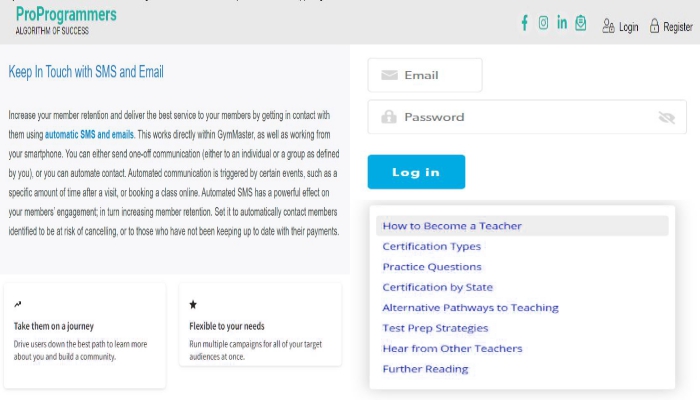 ProProgrammers
ALGORITHM OF SUCCESS
Login
Register
Keep In Touch with SMS and Email
Increase your member retention and deliver the best service to your members by getting in contact with
them using automatic SMS and emails. This works directly within GymMaster, as well as working from
your smartphone. You can either send one-off communication (either to an individual or a group as defined
by you), or you can automate contact. Automated communication is triggered by certain events, such as a
specific amount of time after a visit, or booking a class online. Automated SMS has a powerful effect on
your members' engagement; in turn increasing member retention. Set it to automatically contact members
identified to be at risk of cancelling, or to those who have not been keeping up to date with their payments.
Take them on a journey
Drive users down the best path to learn more
about you and build a community.
Flexible to your needs
Run multiple campaigns for all of your target
audiences at once.
Email
Password
Log in
How to Become a Teacher
Certification Types
Practice Questions
Certification by State
Alternative Pathways to Teaching
Test Prep Strategies
Hear from Other Teachers
Further Reading